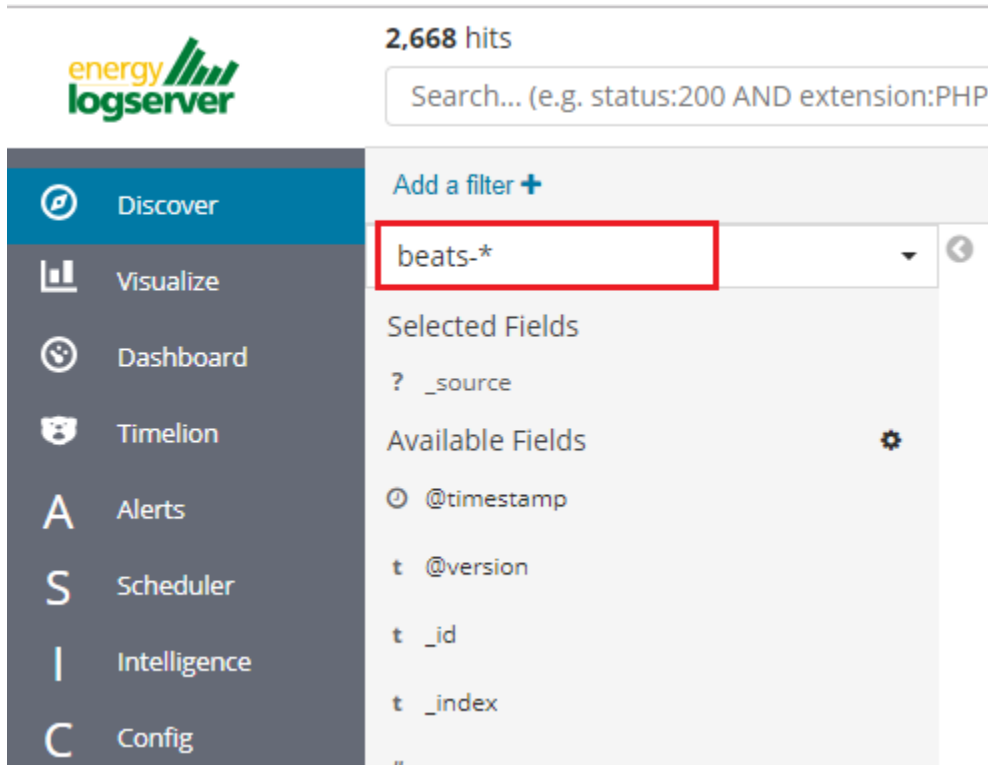 energy
logserver
2,668 hits
Search... (e.g. status:200 AND extension:PHP
Discover
Visualize
Dashboard
Timelion
A Alerts
S Scheduler
I Intelligence
C Config
Add a filter +
beats-*
Selected Fields
? _source
Available Fields
@timestamp
t @version
t _id
t _index